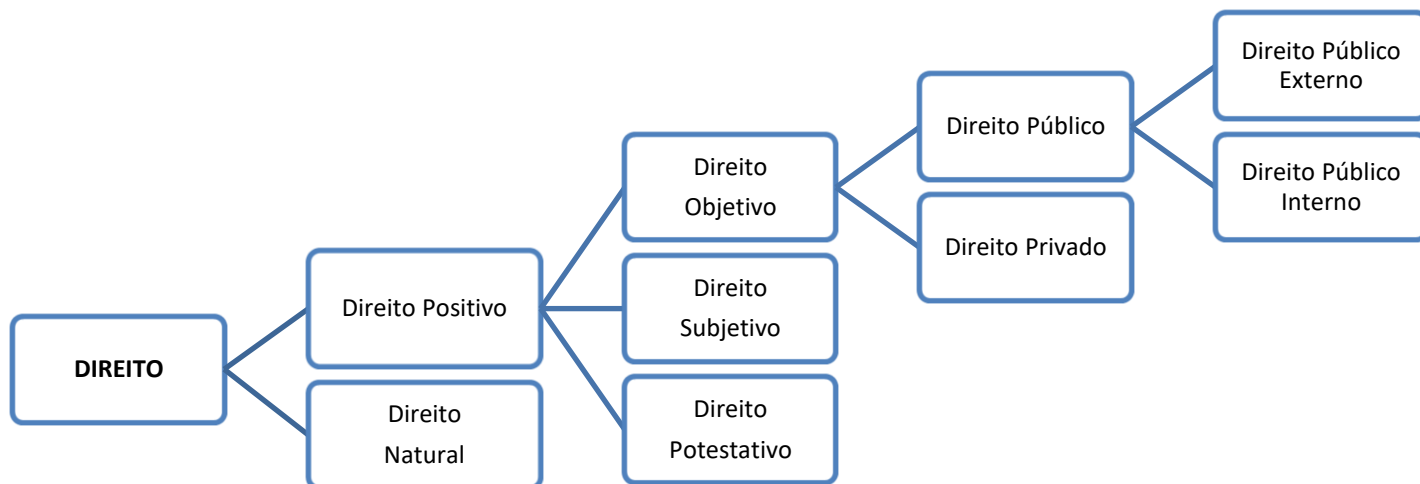 DIREITO
Direito Positivo
Direito
Natural
Direito
Objetivo
Direito
Subjetivo
Direito
Potestativo
Direito Público
Direito Privado
Direito Público
Externo
Direito Público
Interno